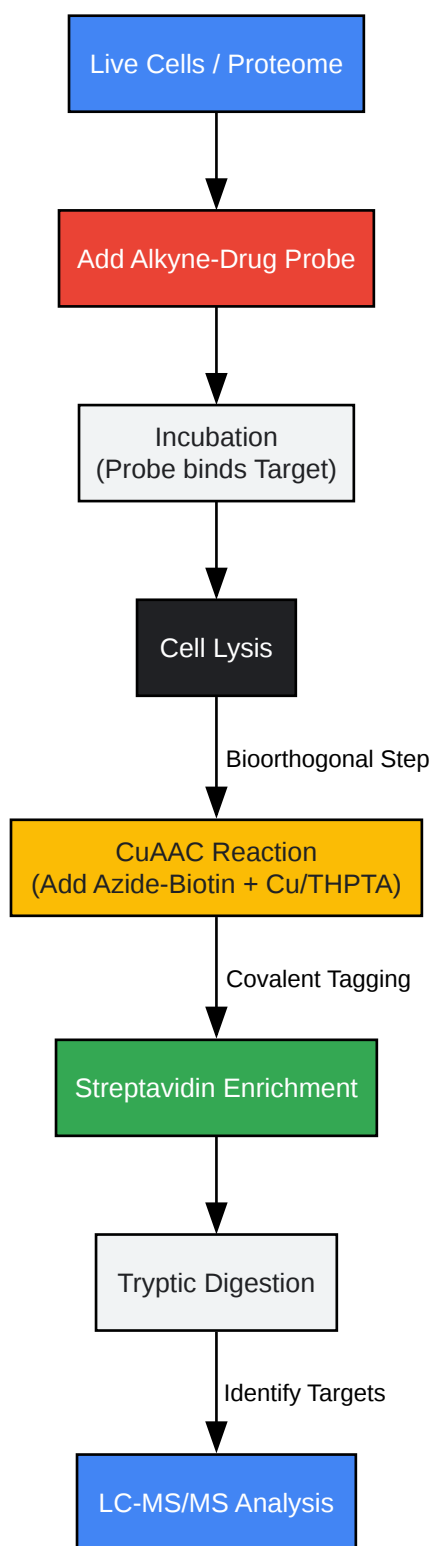 Live Cells / Proteome
Add Alkyne-Drug Probe
Incubation
(Probe binds Target)
Cell Lysis
Bioorthogonal Step
CuAAC Reaction
(Add Azide-Biotin + Cu/THPTA)
Covalent Tagging
Streptavidin Enrichment
Tryptic Digestion
Identify Targets
LC-MS/MS Analysis